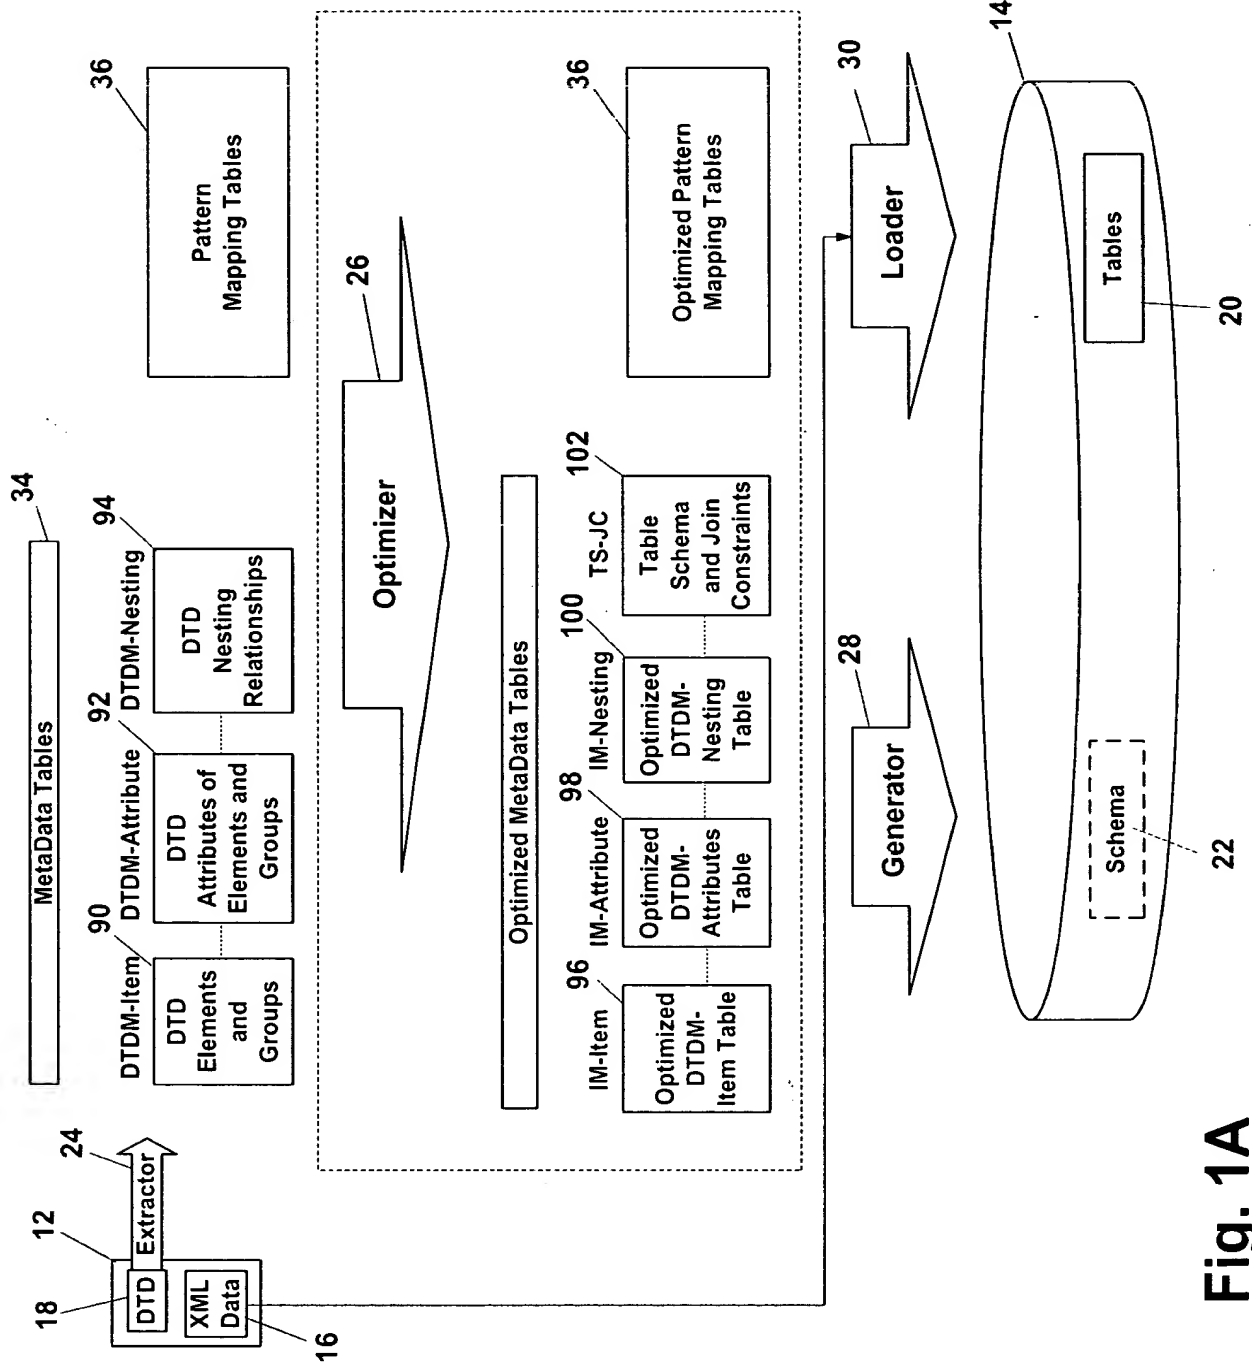 MetaData Tables
34
36
DTDM-Item
90
DTDM-Attribute
92
DTDM-Nesting
94
DTD
Elements
and
Groups
DTD
Attributes of
Elements and
Groups
DTD
Nesting
Relationships
Pattern
Mapping Tables
12
18
DTD
Extractor
24
XML
Data
16
Optimizer
26
Optimized MetaData Tables
IM-Item
96
IM-Attribute
98
IM-Nesting
100
TS-JC
102
36
Optimized
DTDM-
Item Table
Optimized
DTDM-
Attributes
Table
Optimized
DTDM-
Nesting
Table
Table
Schema
and Join
Constraints
Optimized Pattern
Mapping Tables
Generator
28
Loader
30
14
Schema
22
Tables
20
Fig. 1A